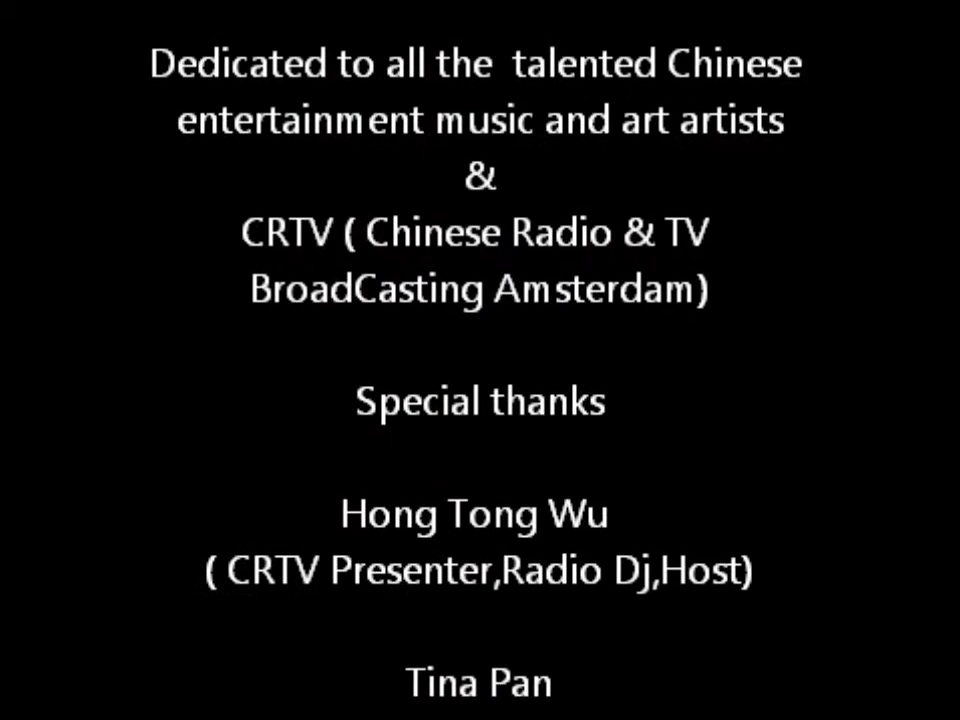 Dedicated to all the  talented Chinese
entertainment music and art artists
&
CRTV ( Chinese Radio & TV
BroadCasting Amsterdam)
Special thanks
Hong Tong Wu
( CRTV Presenter,Radio Dj,Host)
Tina Pan